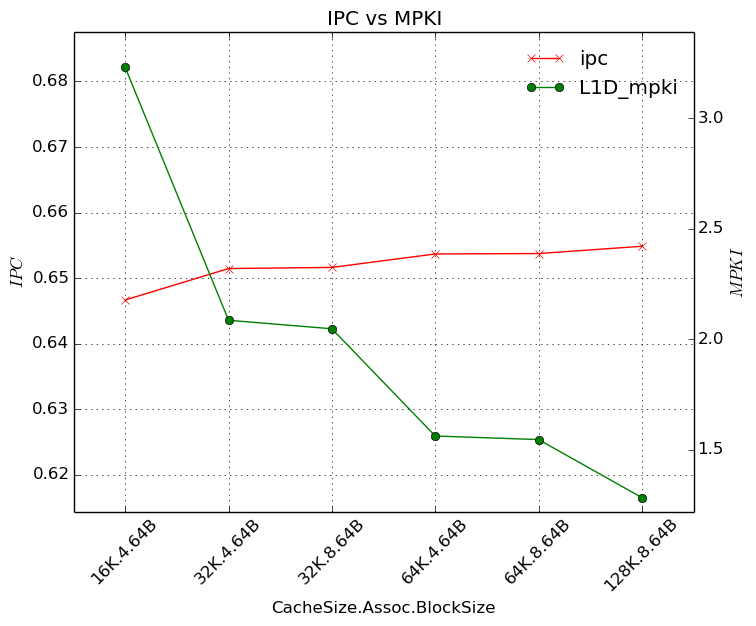 IPC vs MPKI
ipc
L1D_mpki
0.68
0.67
0.66
0.65
0.64
0.63
0.62
IPC
3.0
2.5
2.0
1.5
MPKI
16K.4.64B
32K.4.64B
32K.8.64B
64K.4.64B
64K.8.64B
128K.8.64B
CacheSize.Assoc.BlockSize